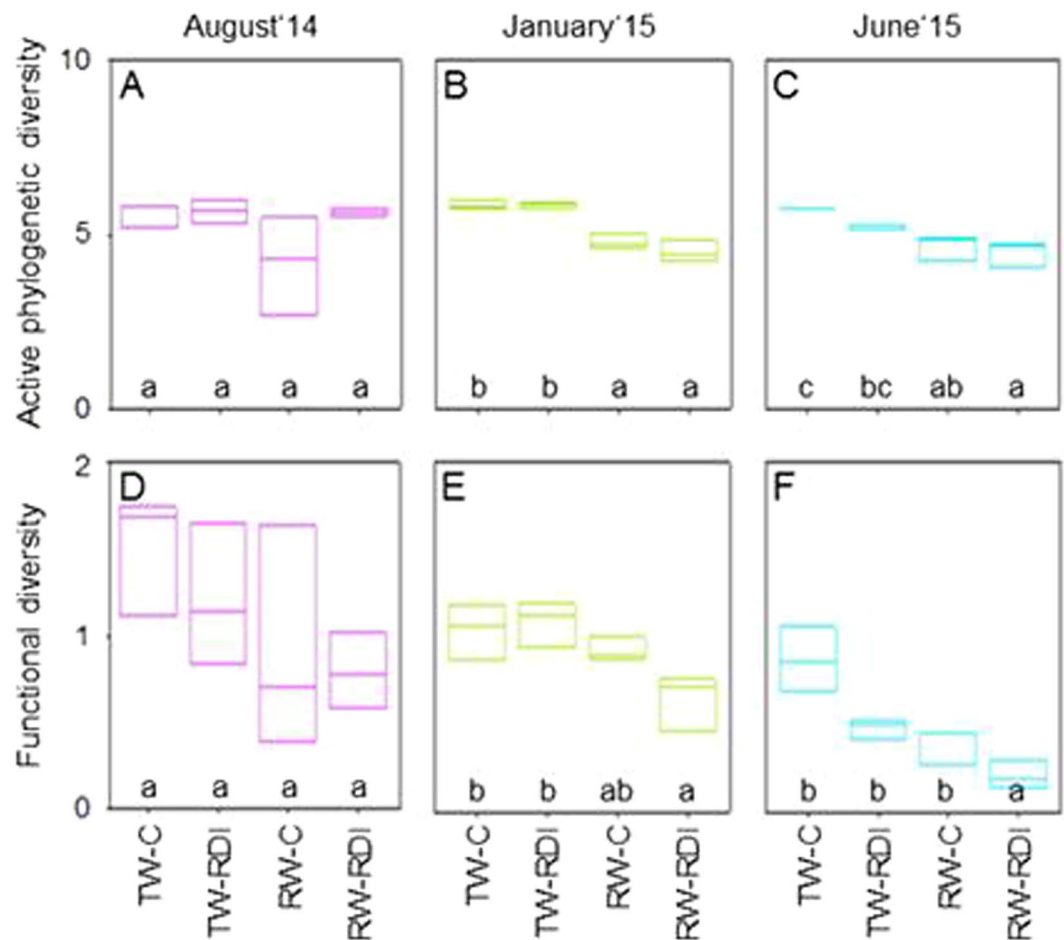 August‘14 January‘15 June‘15
Active phylogenetic diversity
10
5
0
A
a a a a
B
b b a a
C
c bc ab a
Functional diversity
2
1
0
D
a a a a
E
b b ab a
F
b b b a
TW-C TW-RDI RW-C RW-RDI
TW-C TW-RDI RW-C RW-RDI
TW-C TW-RDI RW-C RW-RDI